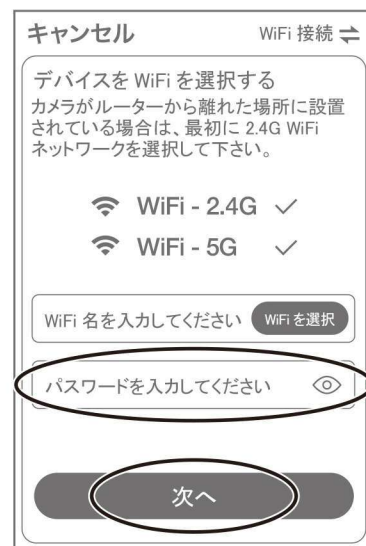 キャンセル WiFi 接続
デバイスを WiFi を選択する
カメラがルーターから離れた場所に設置
されている場合は、最初に 2.4G WiFi
ネットワークを選択して下さい。
WiFi - 2.4G
WiFi - 5G
WiFi 名を入力してください WiFi を選択
パスワードを入力してください
次へ